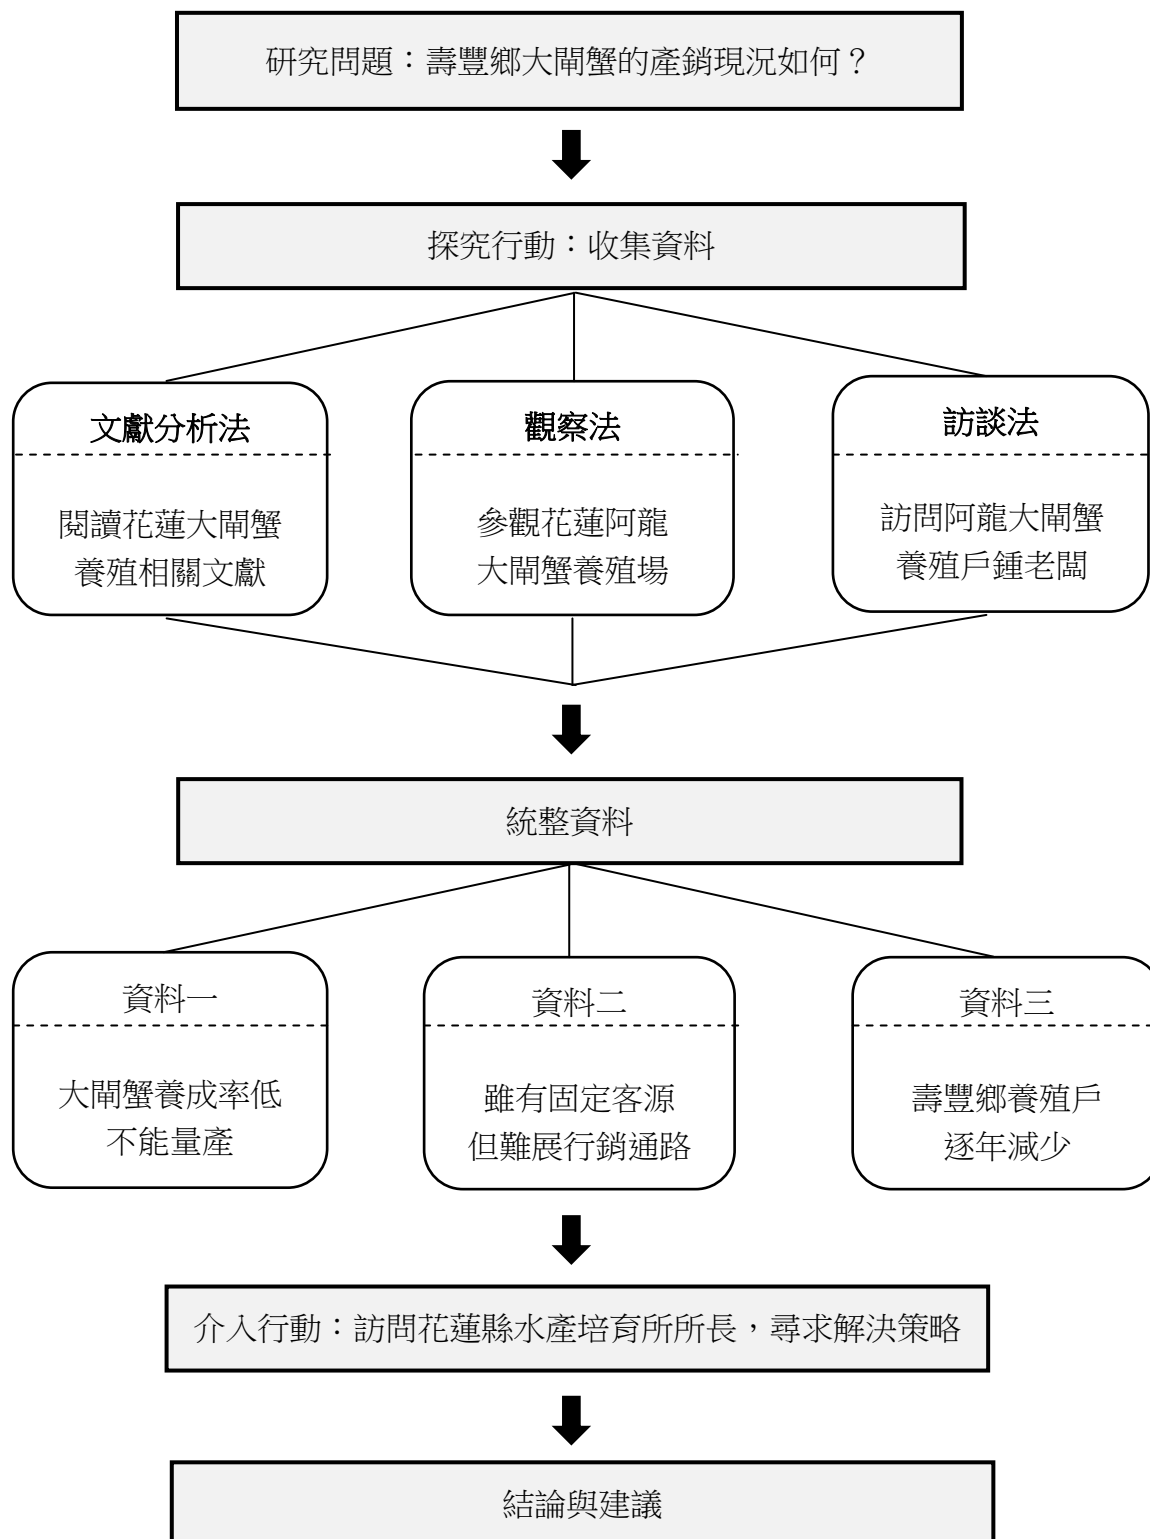 研究問題：壽豐鄉大閘蟹的產銷現況如何？
探究行動：收集資料
文獻分析法
閱讀花蓮大閘蟹
養殖相關文獻
觀察法
參觀花蓮阿龍
大閘蟹養殖場
訪談法
訪問阿龍大閘蟹
養殖戶鍾老闆
統整資料
資料一
大閘蟹養成率低
不能量產
資料二
雖有固定客源
但難展行銷通路
資料三
壽豐鄉養殖戶
逐年減少
介入行動：訪問花蓮縣水產培育所所長，尋求解決策略
結論與建議